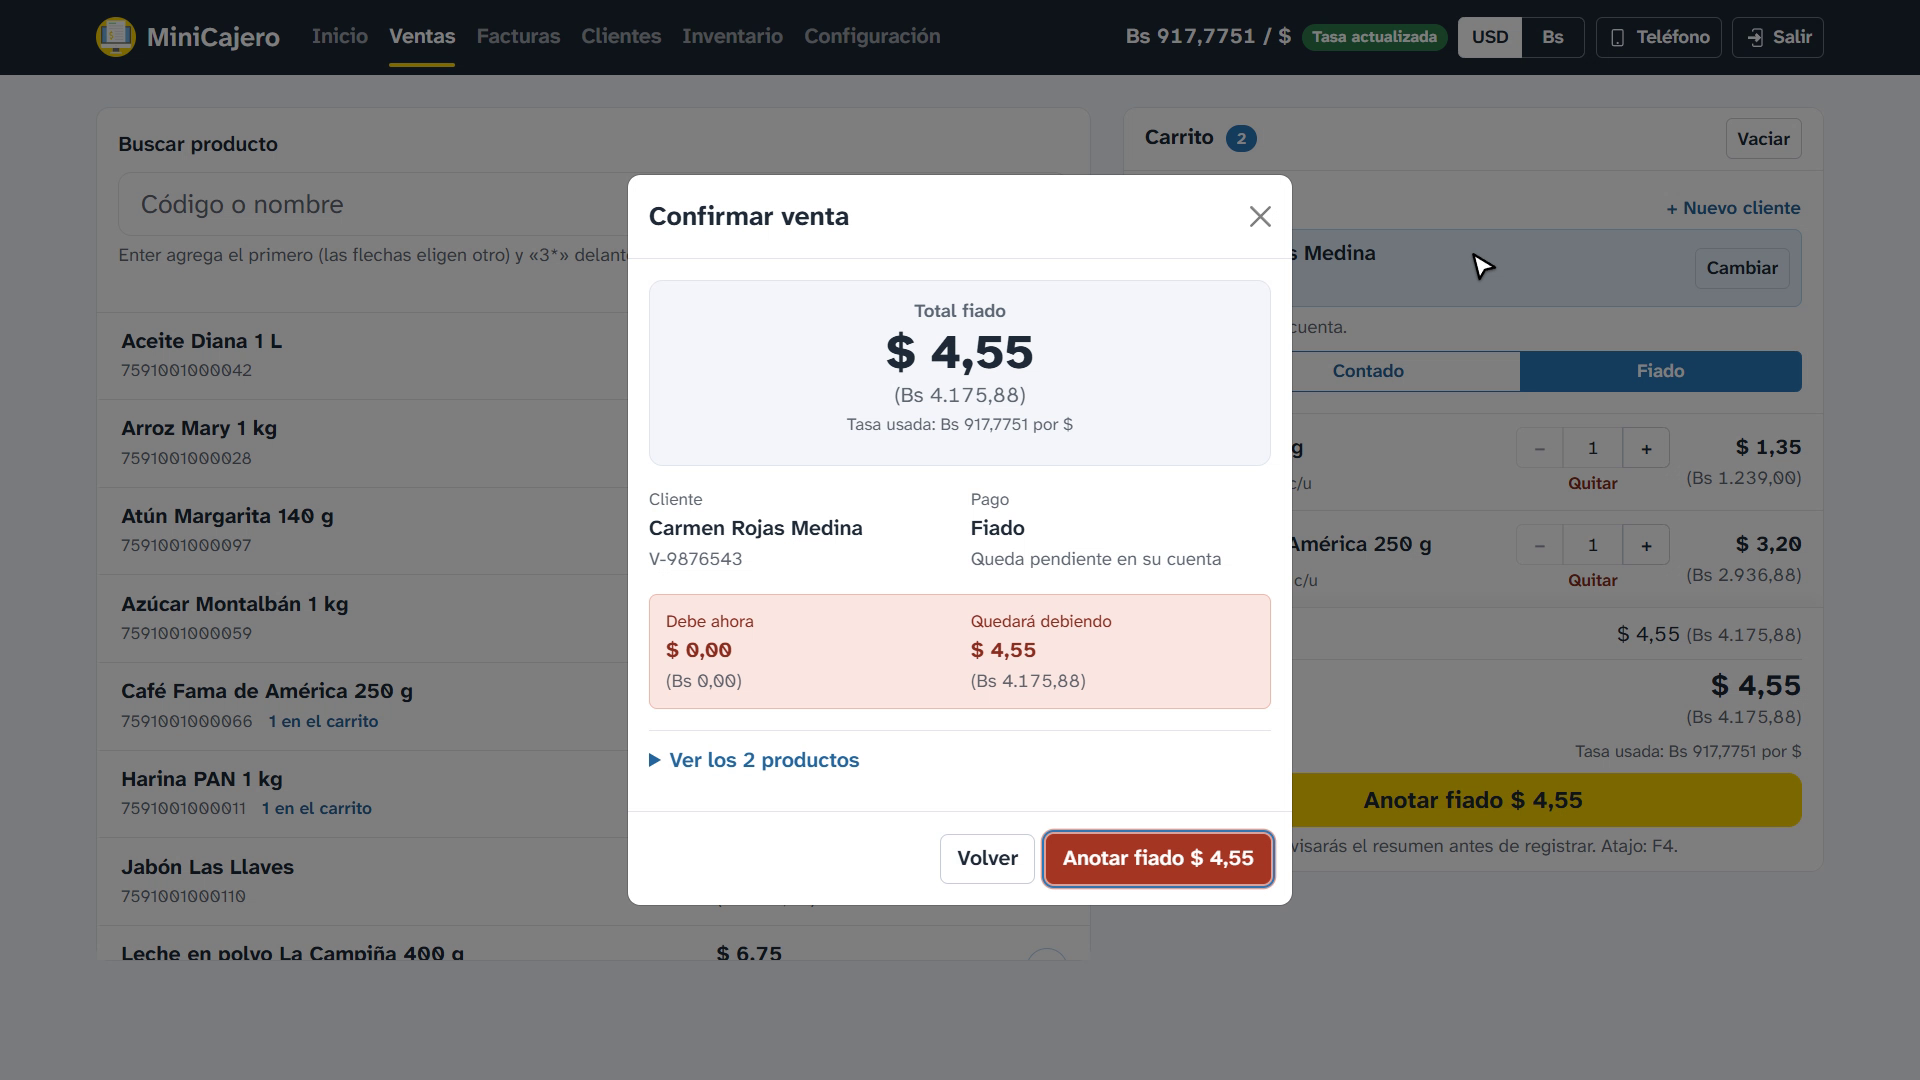 MiniCajero
Inicio
Ventas
Facturas
Clientes
Inventario
Configuración
Bs 917,7751 / $
Tasa actualizada
USD
Bs
Teléfono
Salir
Buscar producto
Código o nombre
Enter agrega el primero (las flechas eligen otro) y «3*»
Aceite Diana 1 L
7591001000042
Arroz Mary 1 kg
7591001000028
Atún Margarita 140 g
7591001000097
Azúcar Montalbán 1 kg
7591001000059
Café Fama de América 250 g
7591001000066 1 en el carrito
Harina PAN 1 kg
7591001000011 1 en el carrito
Jabón Las Llaves
7591001000110
Leche en polvo La Campiña 400 g
$ 6,75
Confirmar venta
Total fiado
$ 4,55
(Bs 4.175,88)
Tasa usada: Bs 917,7751 por $
Cliente
Carmen Rojas Medina
V-9876543
Pago
Fiado
Queda pendiente en su cuenta
Debe ahora
$ 0,00
(Bs 0,00)
Quedará debiendo
$ 4,55
(Bs 4.175,88)
Ver los 2 productos
Volver
Anotar fiado $ 4,55
Carrito 2
Vaciar
+ Nuevo cliente
Medina
Cambiar
cuenta.
Contado
Fiado
g
− 1 +
$ 1,35
c/u
Quitar
(Bs 1.239,00)
América 250 g
− 1 +
$ 3,20
c/u
Quitar
(Bs 2.936,88)
$ 4,55 (Bs 4.175,88)
$ 4,55
(Bs 4.175,88)
Tasa usada: Bs 917,7751 por $
Anotar fiado $ 4,55
visarás el resumen antes de registrar. Atajo: F4.